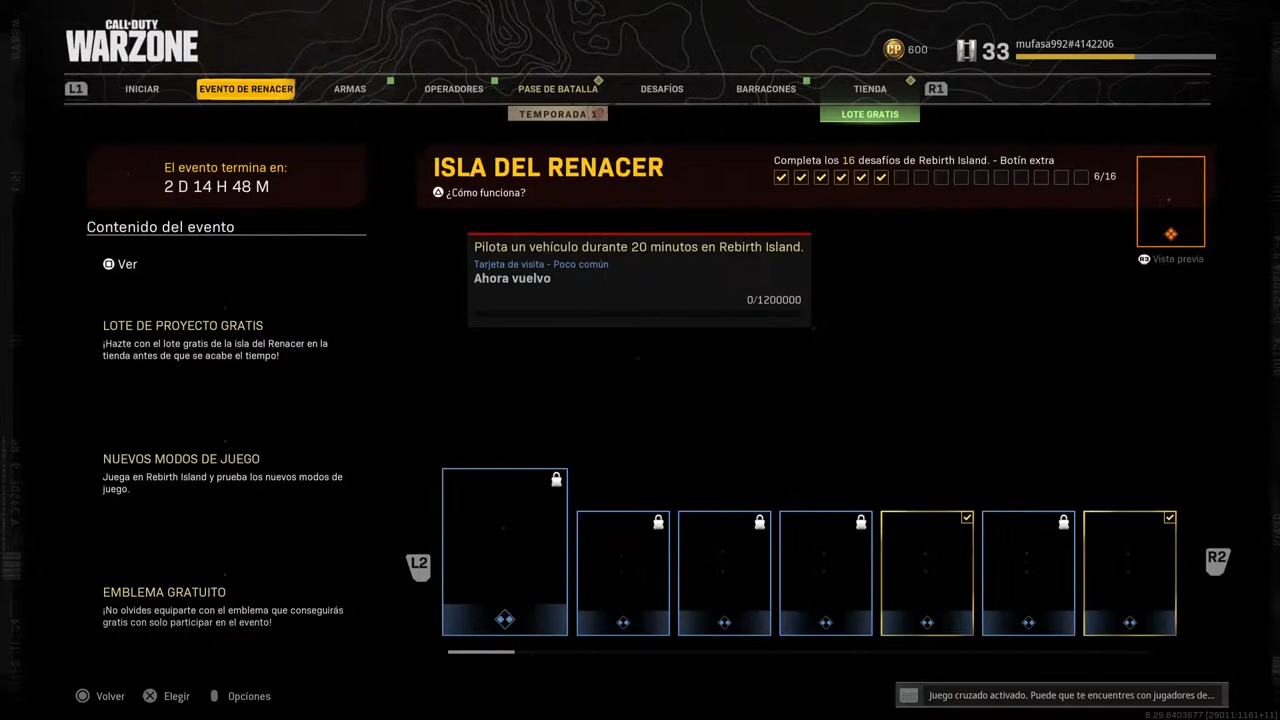 CALL OF DUTY
WARZONE
CP 600
33
mufasa992#4142206
L1
INICIAR
EVENTO DE RENACER
ARMAS
OPERADORES
PASE DE BATALLA
DESAFÍOS
BARRACONES
TIENDA
R1
TEMPORADA 1
LOTE GRATIS
El evento termina en:
2 D 14 H 48 M
ISLA DEL RENACER
¿Cómo funciona?
Completa los 16 desafíos de Rebirth Island. - Botín extra
6/16
Vista previa
Contenido del evento
Ver
Pilota un vehículo durante 20 minutos en Rebirth Island.
Tarjeta de visita - Poco común
Ahora vuelvo
0/1200000
LOTE DE PROYECTO GRATIS
¡Hazte con el lote gratis de la isla del Renacer en la
tienda antes de que se acabe el tiempo!
NUEVOS MODOS DE JUEGO
Juega en Rebirth Island y prueba los nuevos modos de
juego.
EMBLEMA GRATUITO
¡No olvides equiparte con el emblema que conseguirás
gratis con solo participar en el evento!
L2
R2
Volver
Elegir
Opciones
Juego cruzado activado. Puede que te encuentres con jugadores de...
8.29.8403677 [29011:1161+11]